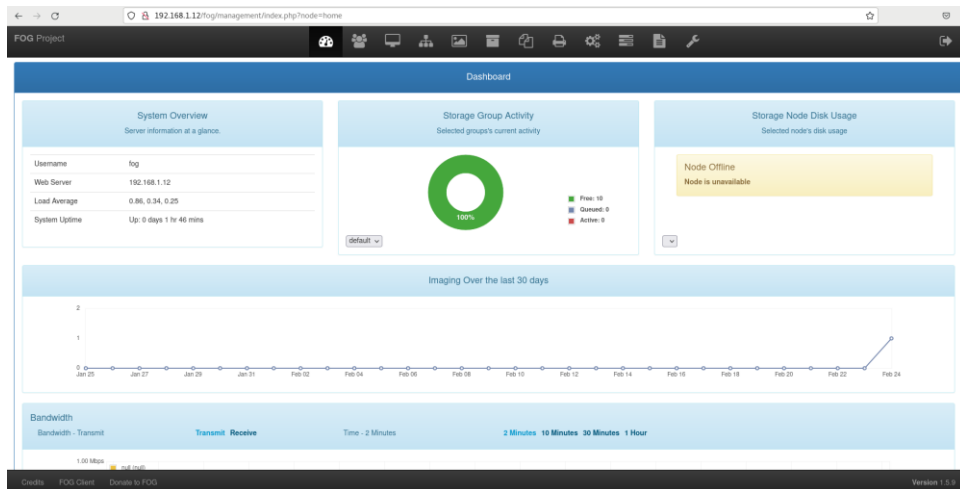 192.168.1.12/fog/management/index.php?node=home
FOG Project
Dashboard
System Overview
Server information at a glance.
Username fog
Web Server 192.168.1.12
Load Average 0.86, 0.34, 0.25
System Uptime Up: 0 days 1 hr 46 mins
Storage Group Activity
Selected groups's current activity
100%
Free: 10
Queued: 0
Active: 0
default
Storage Node Disk Usage
Selected node's disk usage
Node Offline
Node is unavailable
Imaging Over the last 30 days
2
1
0
Jan 25 Jan 27 Jan 29 Jan 31 Feb 02 Feb 04 Feb 06 Feb 08 Feb 10 Feb 12 Feb 14 Feb 16 Feb 18 Feb 20 Feb 22 Feb 24
Bandwidth
Bandwidth - Transmit Transmit Receive Time - 2 Minutes 2 Minutes 10 Minutes 30 Minutes 1 Hour
1.00 Mbps
null (null)
Credits FOG Client Donate to FOG Version 1.5.9